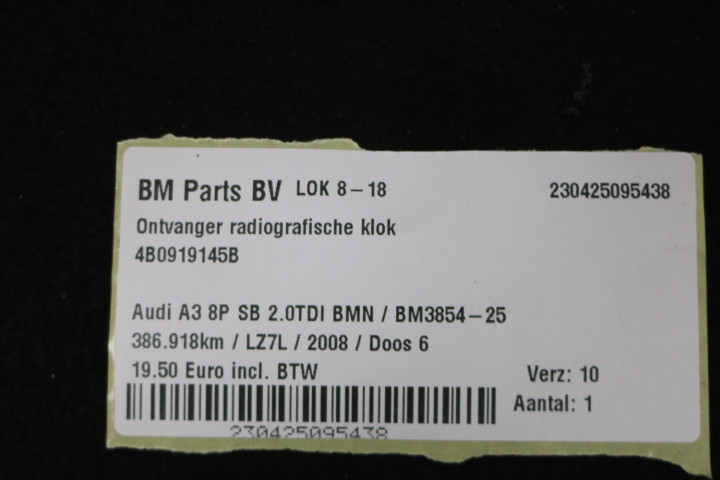 BM Parts BV LOK 8-18 230425095438
Ontvanger radiografische klok
4B0919145B
Audi A3 8P SB 2.0TDI BMN / BM3854-25
386.918km / LZ7L / 2008 / Doos 6
19.50 Euro incl. BTW Verz: 10
Aantal: 1
230425095438